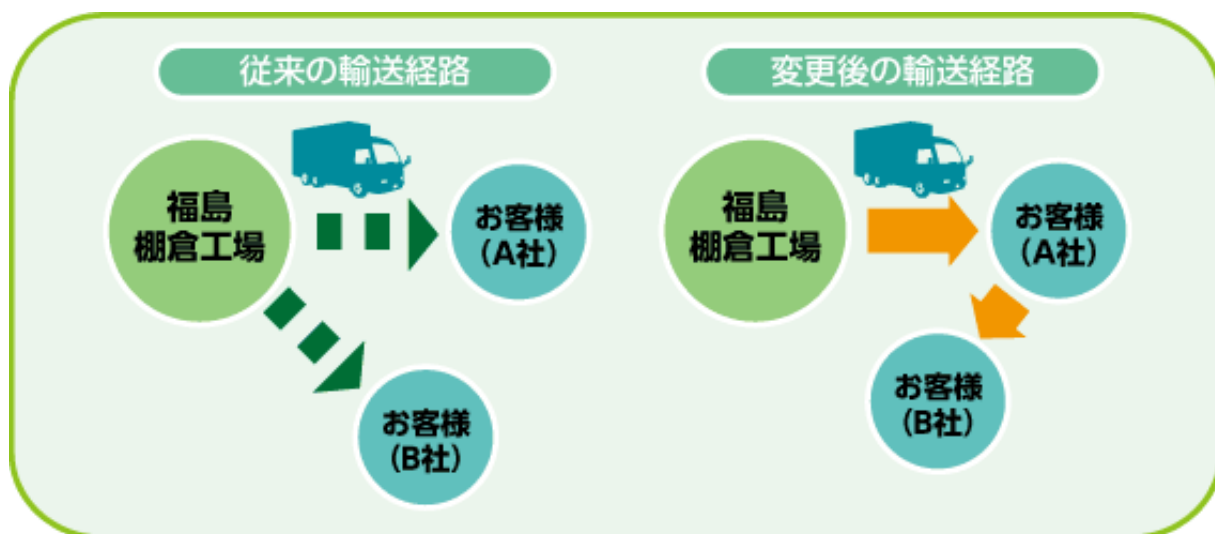 従来の輸送経路
福島
棚倉工場
お客様
(A社)
お客様
(B社)
変更後の輸送経路
福島
棚倉工場
お客様
(A社)
お客様
(B社)